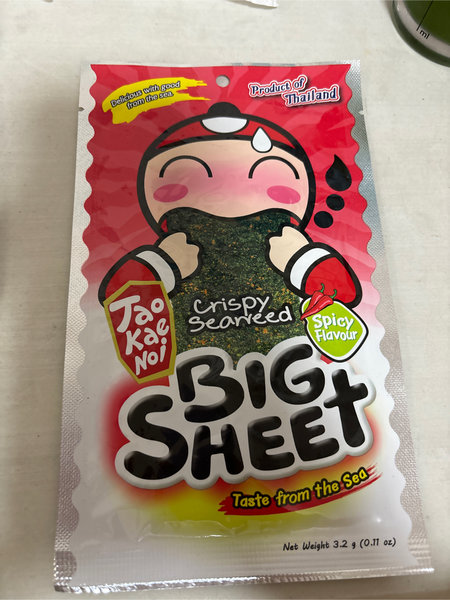 Delicious with good
from the sea.
Product of
Thailand
Tao
Kae
Noi
Crispy
Seaweed
Spicy
Flavour
BIG
SHEEt
Taste from the Sea
Net Weight 3.2 g (0.11 oz)
ml